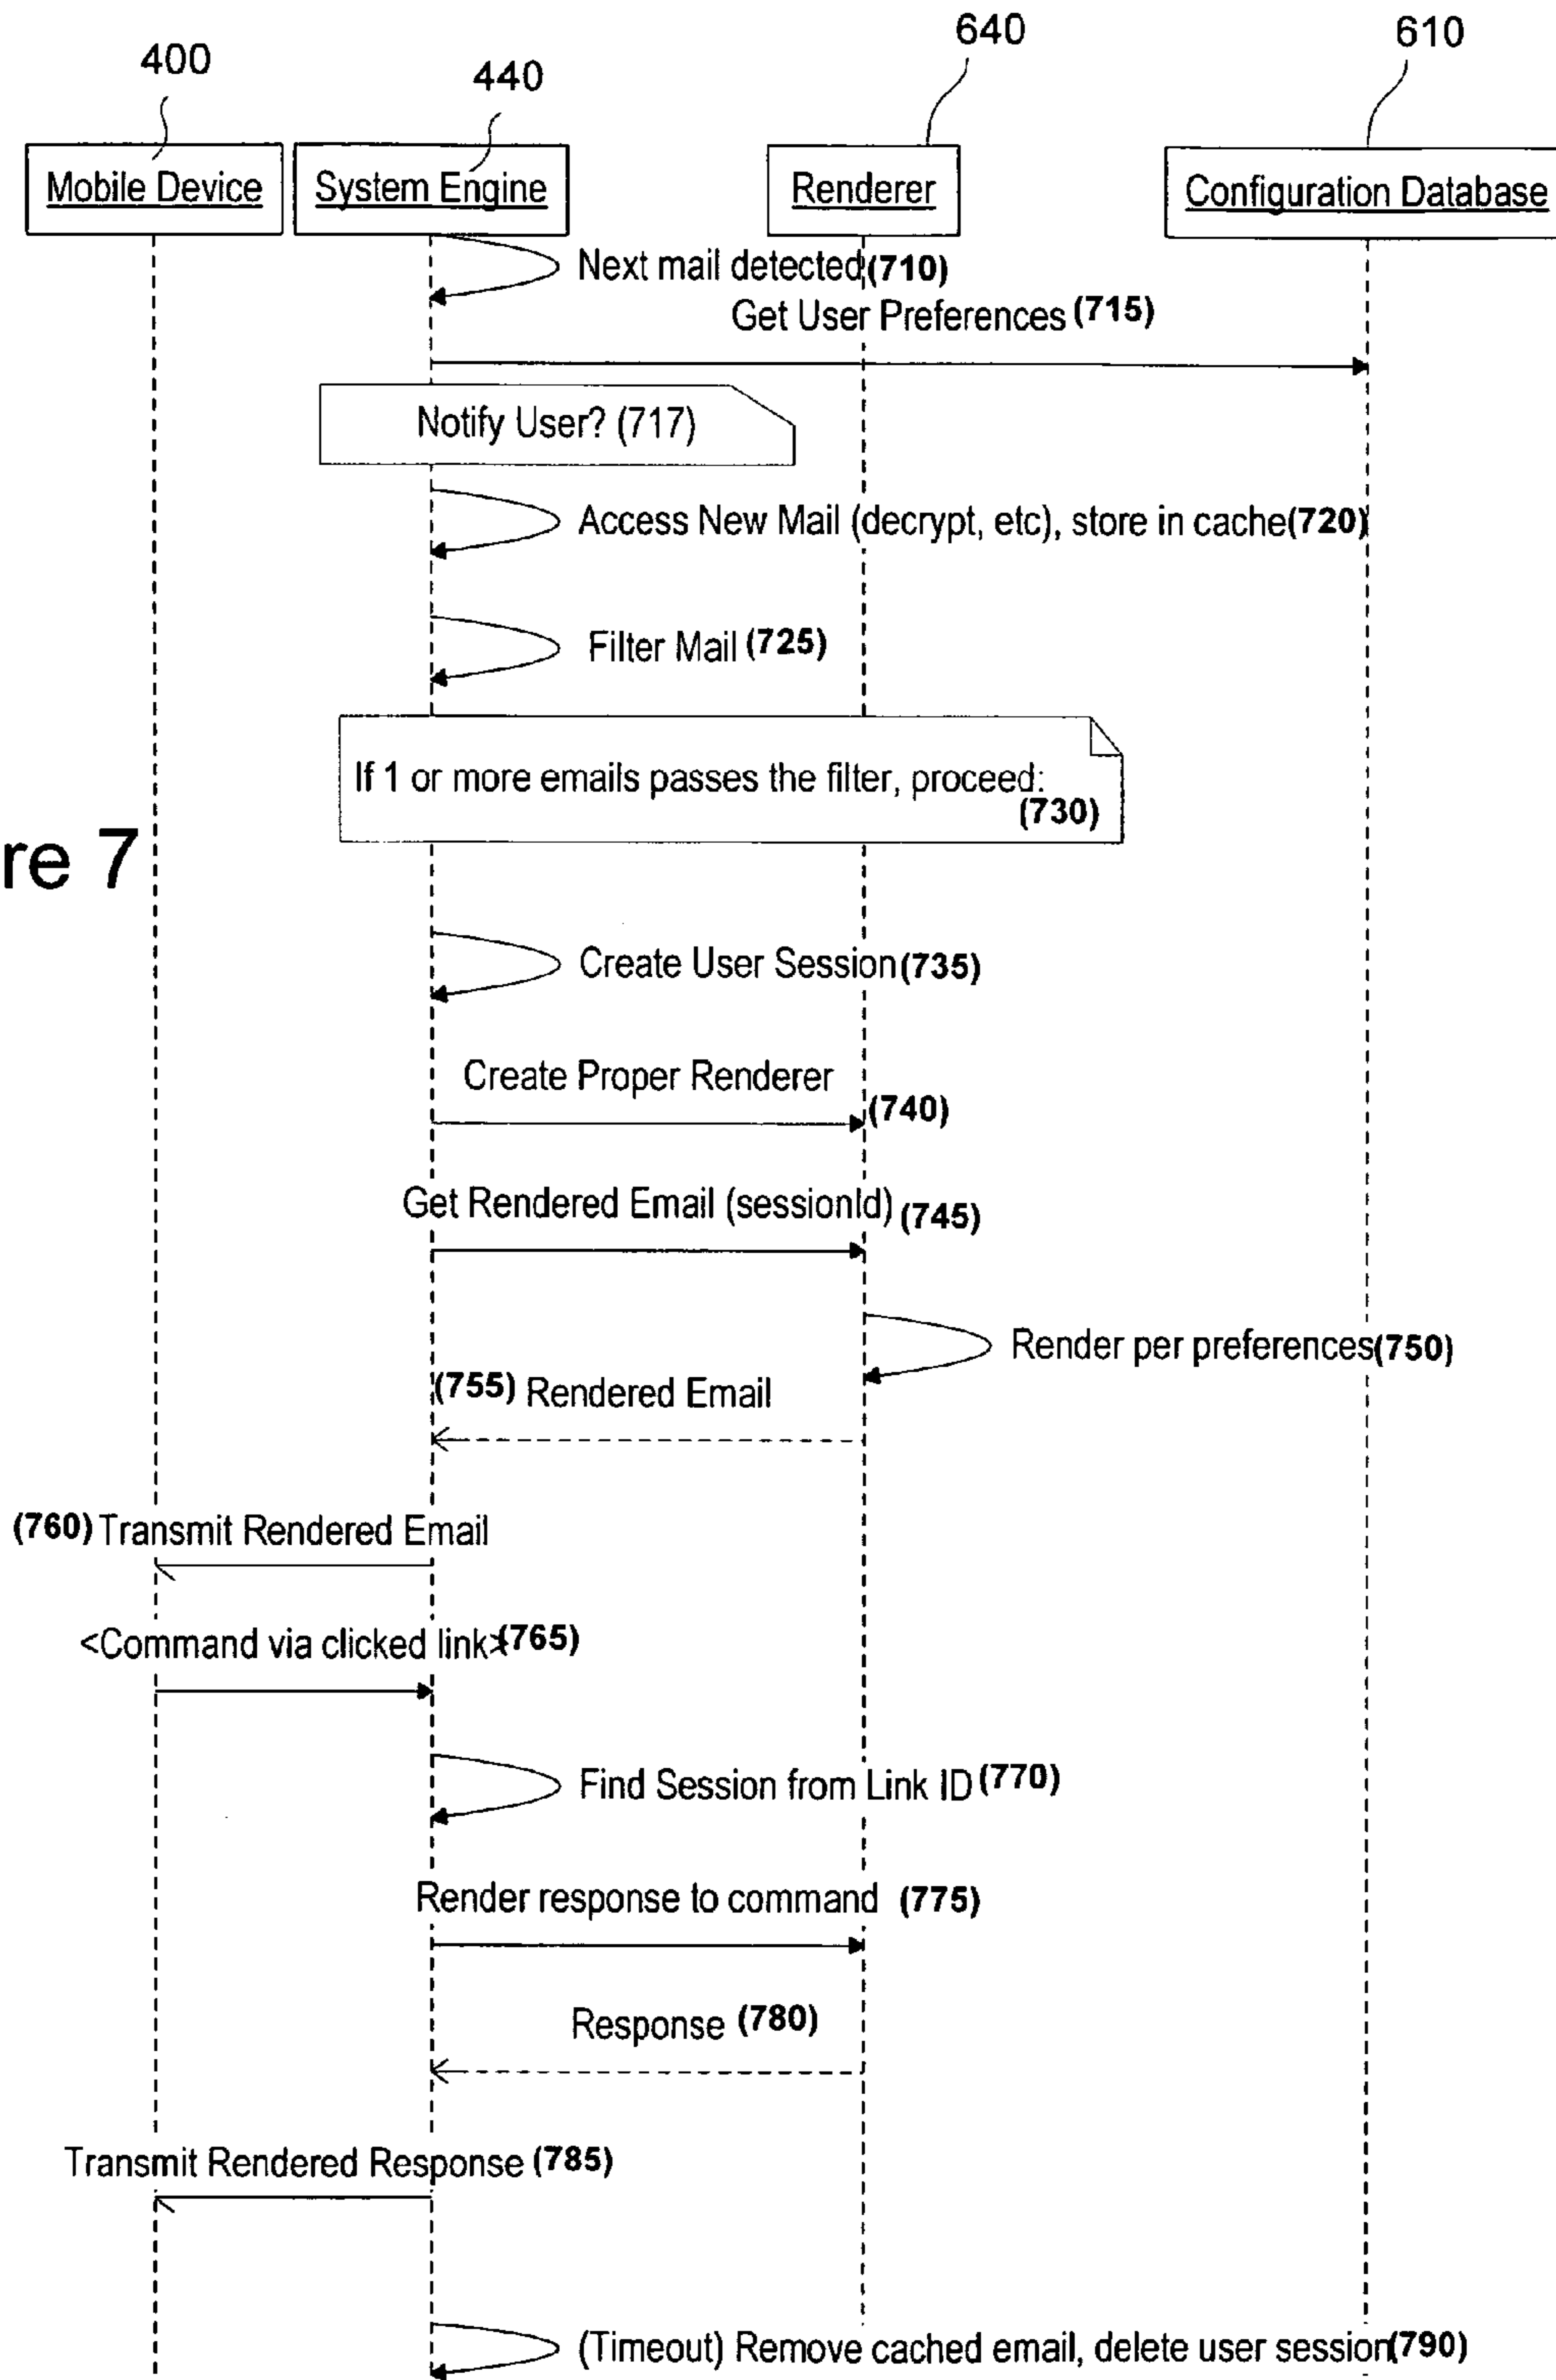 400
440
640
610
Mobile Device
System Engine
Renderer
Configuration Database
Next mail detected(710)
Get User Preferences (715)
Notify User? (717)
Access New Mail (decrypt, etc), store in cache(720)
Filter Mail (725)
If 1 or more emails passes the filter, proceed:
(730)
re 7
Create User Session(735)
Create Proper Renderer
(740)
Get Rendered Email (sessionId) (745)
Render per preferences(750)
(755) Rendered Email
(760) Transmit Rendered Email
<Command via clicked link>(765)
Find Session from Link ID (770)
Render response to command (775)
Response (780)
Transmit Rendered Response (785)
(Timeout) Remove cached email, delete user session(790)